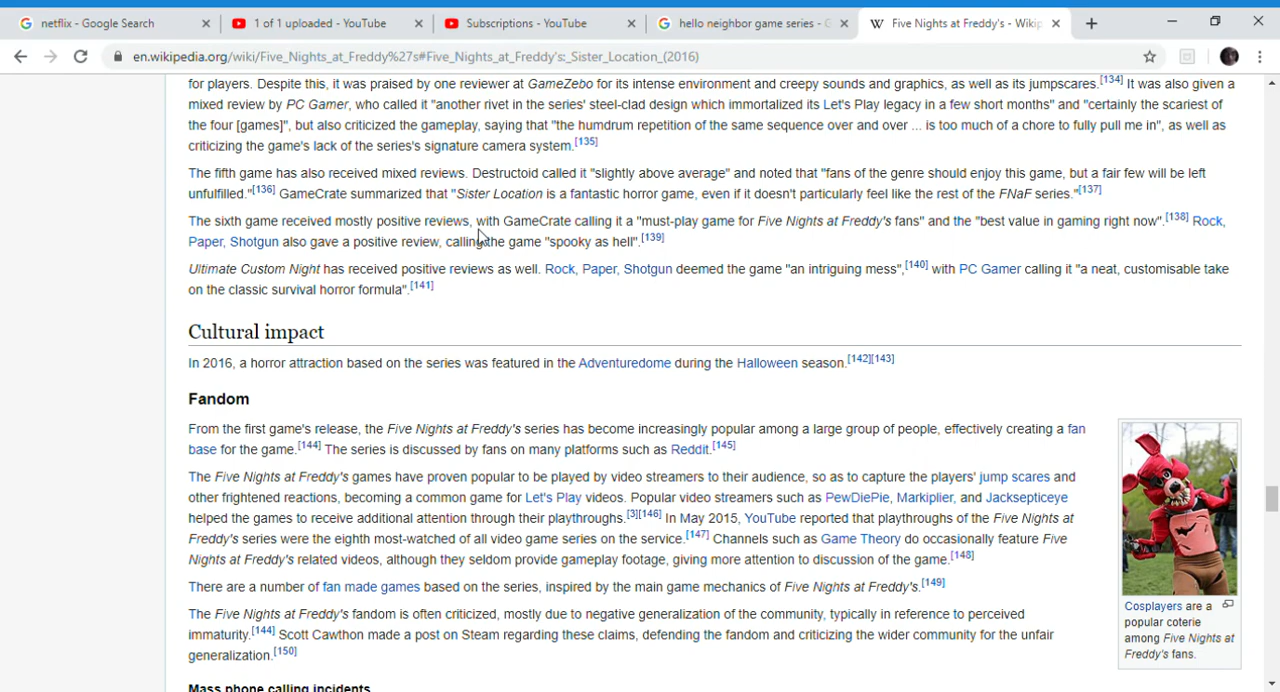 netflix - Google Search
1 of 1 uploaded - YouTube
Subscriptions - YouTube
hello neighbor game series - G
Five Nights at Freddy's - Wikip
en.wikipedia.org/wiki/Five_Nights_at_Freddy%27s#Five_Nights_at_Freddy's:_Sister_Location_(2016)
for players. Despite this, it was praised by one reviewer at GameZebo for its intense environment and creepy sounds and graphics, as well as its jumpscares.[134] It was also given a
mixed review by PC Gamer, who called it "another rivet in the series' steel-clad design which immortalized its Let's Play legacy in a few short months" and "certainly the scariest of
the four [games]", but also criticized the gameplay, saying that "the humdrum repetition of the same sequence over and over ... is too much of a chore to fully pull me in", as well as
criticizing the game's lack of the series's signature camera system.[135]
The fifth game has also received mixed reviews. Destructoid called it "slightly above average" and noted that "fans of the genre should enjoy this game, but a fair few will be left
unfulfilled."[136] GameCrate summarized that "Sister Location is a fantastic horror game, even if it doesn't particularly feel like the rest of the FNaF series."[137]
The sixth game received mostly positive reviews, with GameCrate calling it a "must-play game for Five Nights at Freddy's fans" and the "best value in gaming right now".[138] Rock,
Paper, Shotgun also gave a positive review, calling the game "spooky as hell".[139]
Ultimate Custom Night has received positive reviews as well. Rock, Paper, Shotgun deemed the game "an intriguing mess",[140] with PC Gamer calling it "a neat, customisable take
on the classic survival horror formula".[141]
Cultural impact
In 2016, a horror attraction based on the series was featured in the Adventuredome during the Halloween season.[142][143]
Fandom
From the first game's release, the Five Nights at Freddy's series has become increasingly popular among a large group of people, effectively creating a fan
base for the game.[144] The series is discussed by fans on many platforms such as Reddit.[145]
The Five Nights at Freddy's games have proven popular to be played by video streamers to their audience, so as to capture the players' jump scares and
other frightened reactions, becoming a common game for Let's Play videos. Popular video streamers such as PewDiePie, Markiplier, and Jacksepticeye
helped the games to receive additional attention through their playthroughs.[3][146] In May 2015, YouTube reported that playthroughs of the Five Nights at
Freddy's series were the eighth most-watched of all video game series on the service.[147] Channels such as Game Theory do occasionally feature Five
Nights at Freddy's related videos, although they seldom provide gameplay footage, giving more attention to discussion of the game.[148]
There are a number of fan made games based on the series, inspired by the main game mechanics of Five Nights at Freddy's.[149]
The Five Nights at Freddy's fandom is often criticized, mostly due to negative generalization of the community, typically in reference to perceived
immaturity.[144] Scott Cawthon made a post on Steam regarding these claims, defending the fandom and criticizing the wider community for the unfair
generalization.[150]
Cosplayers are a
popular coterie
among Five Nights at
Freddy's fans.
Mass phone calling incidents